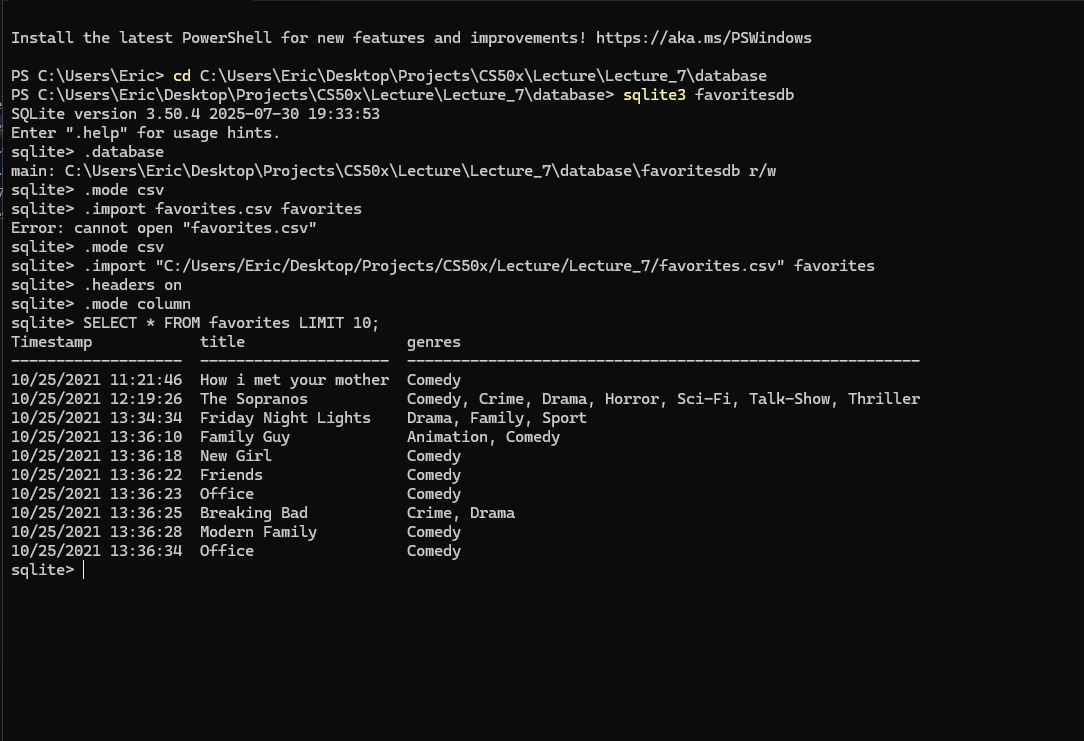 Install the latest PowerShell for new features and improvements! https://aka.ms/PSWindows
PS C:\Users\Eric> cd C:\Users\Eric\Desktop\Projects\CS50x\Lecture\Lecture_7\database
PS C:\Users\Eric\Desktop\Projects\CS50x\Lecture\Lecture_7\database> sqlite3 favoritesdb
SQLite version 3.50.4 2025-07-30 19:33:53
Enter ".help" for usage hints.
sqlite> .database
main: C:\Users\Eric\Desktop\Projects\CS50x\Lecture\Lecture_7\database\favoritesdb r/w
sqlite> .mode csv
sqlite> .import favorites.csv favorites
Error: cannot open "favorites.csv"
sqlite> .mode csv
sqlite> .import "C:/Users/Eric/Desktop/Projects/CS50x/Lecture/Lecture_7/favorites.csv" favorites
sqlite> .headers on
sqlite> .mode column
sqlite> SELECT * FROM favorites LIMIT 10;
Timestamp            title                  genres
-------------------  ---------------------  ---------------------------------------------------------
10/25/2021 11:21:46  How i met your mother  Comedy
10/25/2021 12:19:26  The Sopranos           Comedy, Crime, Drama, Horror, Sci-Fi, Talk-Show, Thriller
10/25/2021 13:34:34  Friday Night Lights    Drama, Family, Sport
10/25/2021 13:36:10  Family Guy             Animation, Comedy
10/25/2021 13:36:18  New Girl               Comedy
10/25/2021 13:36:22  Friends                Comedy
10/25/2021 13:36:23  Office                 Comedy
10/25/2021 13:36:25  Breaking Bad           Crime, Drama
10/25/2021 13:36:28  Modern Family          Comedy
10/25/2021 13:36:34  Office                 Comedy
sqlite>